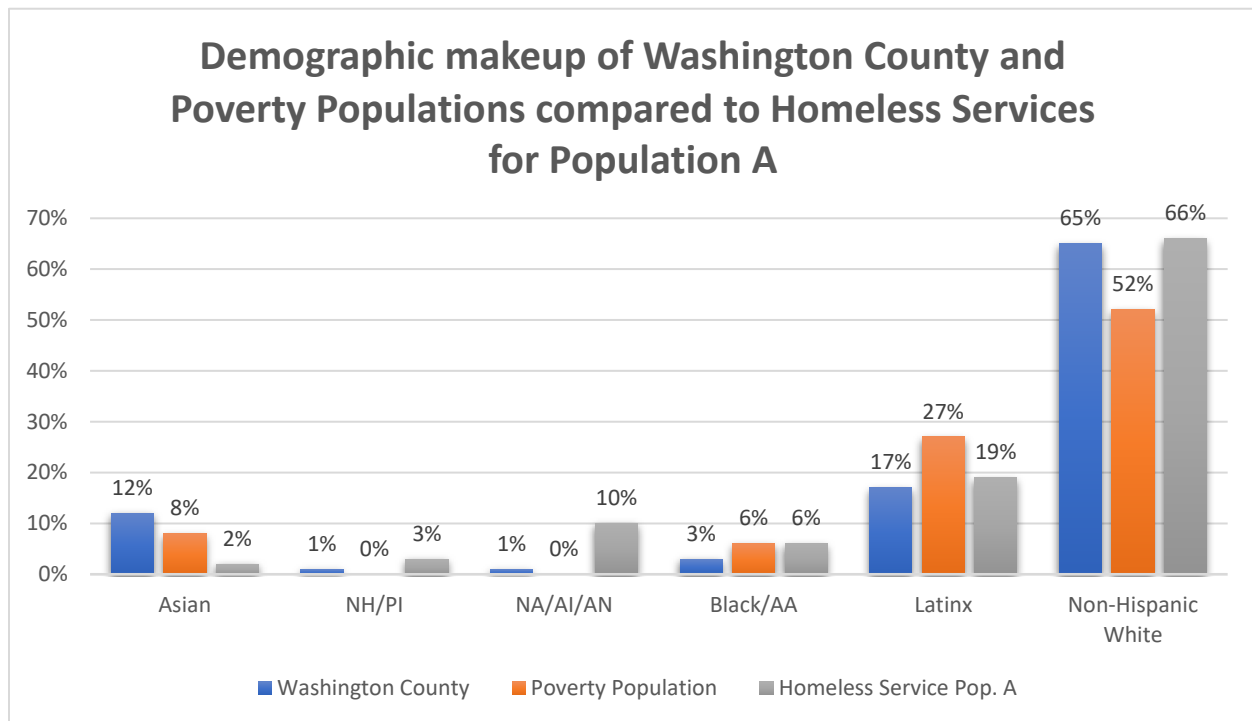 Demographic makeup of Washington County and
Poverty Populations compared to Homeless Services
for Population A
70%
60%
50%
40%
30%
20%
10%
0%
12%
8%
2%
1%
0%
3%
1%
0%
10%
3%
6%
6%
17%
27%
19%
65%
52%
66%
Asian
NH/PI
NA/AI/AN
Black/AA
Latinx
Non-Hispanic
White
Washington County
Poverty Population
Homeless Service Pop. A